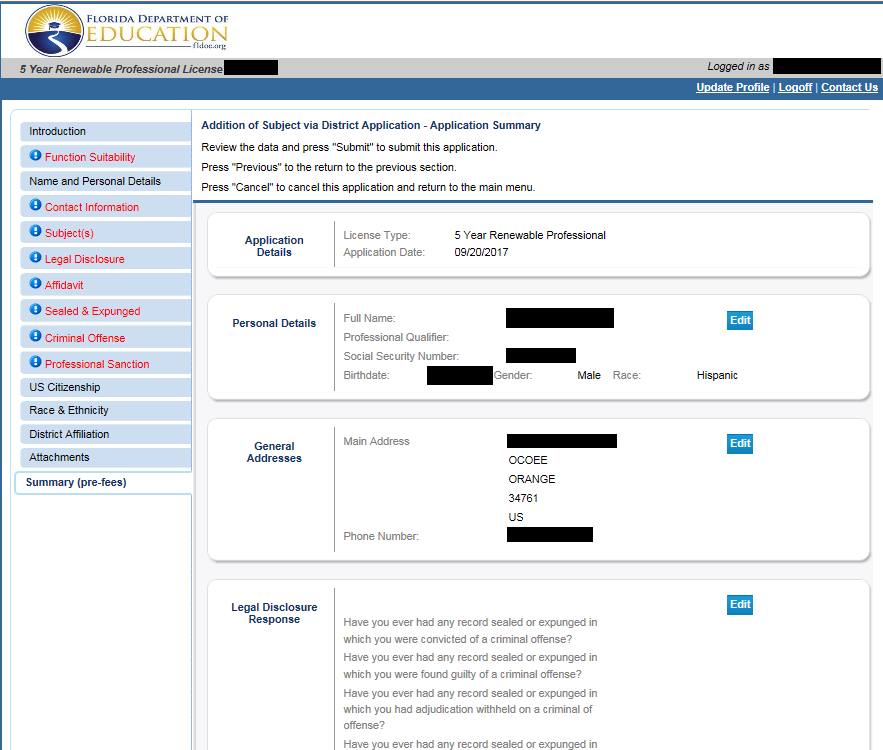 FLORIDA DEPARTMENT OF
EDUCATION
fldoe.org
5 Year Renewable Professional License
Logged in as
Update Profile | Logoff | Contact Us
Introduction
Function Suitability
Name and Personal Details
Contact Information
Subject(s)
Legal Disclosure
Affidavit
Sealed & Expunged
Criminal Offense
Professional Sanction
US Citizenship
Race & Ethnicity
District Affiliation
Attachments
Summary (pre-fees)
Addition of Subject via District Application - Application Summary
Review the data and press "Submit" to submit this application.
Press "Previous" to the return to the previous section.
Press "Cancel" to cancel this application and return to the main menu.
Application
Details
License Type: 5 Year Renewable Professional
Application Date: 09/20/2017
Personal Details
Full Name:
Edit
Professional Qualifier:
Social Security Number:
Birthdate: Gender: Male Race: Hispanic
General
Addresses
Main Address
Edit
OCOEE
ORANGE
34761
US
Phone Number:
Legal Disclosure
Response
Edit
Have you ever had any record sealed or expunged in
which you were convicted of a criminal offense?
Have you ever had any record sealed or expunged in
which you were found guilty of a criminal offense?
Have you ever had any record sealed or expunged in
which you had adjudication withheld on a criminal of
offense?
Have you ever had any record sealed or expunged in